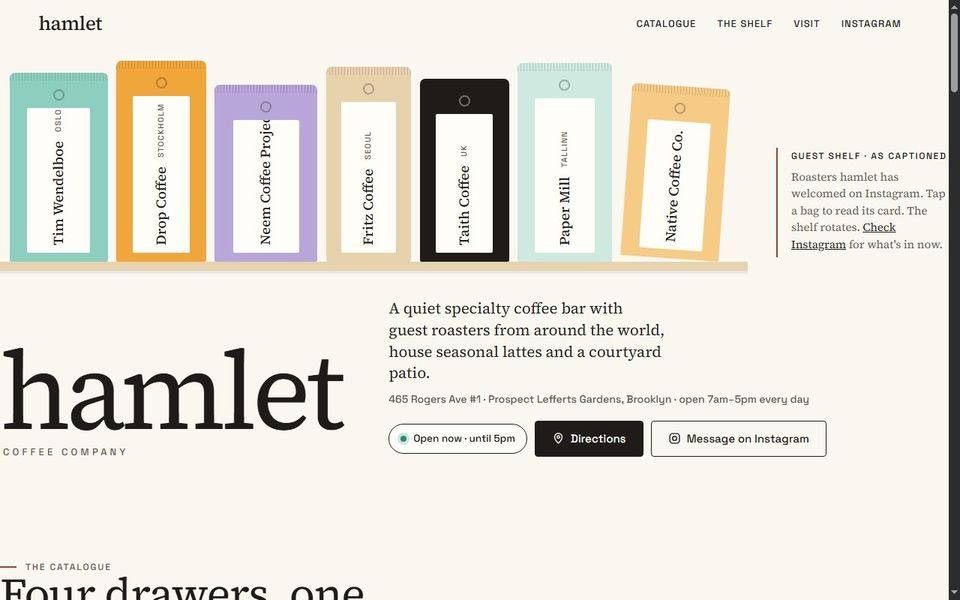 hamlet
CATALOGUE THE SHELF VISIT INSTAGRAM
Tim Wendelboe OSLO
Drop Coffee STOCKHOLM
Neem Coffee Projec
Fritz Coffee SEOUL
Taith Coffee UK
Paper Mill TALLINN
Native Coffee Co.
GUEST SHELF · AS CAPTIONED
Roasters hamlet has
welcomed on Instagram. Tap
a bag to read its card. The
shelf rotates. Check
Instagram for what's in now.
hamlet
COFFEE COMPANY
A quiet specialty coffee bar with
guest roasters from around the world,
house seasonal lattes and a courtyard
patio.
465 Rogers Ave #1 · Prospect Lefferts Gardens, Brooklyn · open 7am–5pm every day
Open now · until 5pm
Directions
Message on Instagram
THE CATALOGUE
Four drawers, one